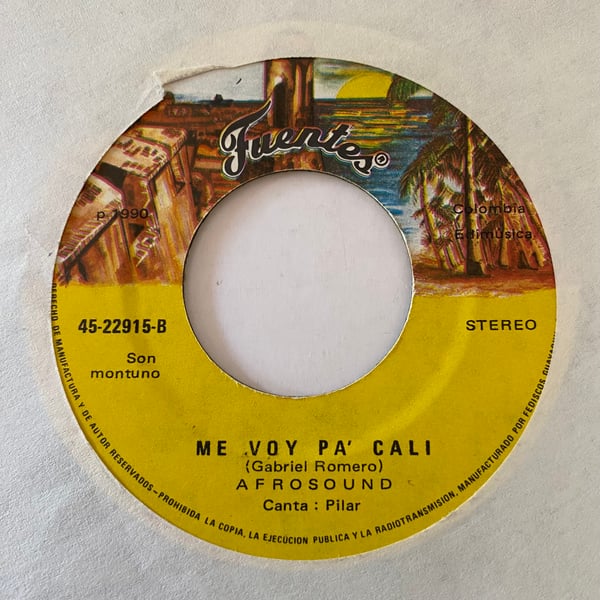 Fuentes®
p 1990
Colombia
Edimúsica
45-22915-B
STEREO
Son
montuno
ME VOY PA' CALI
(Gabriel Romero)
AFROSOUND
Canta : Pilar
DERECHO DE MANUFACTURA Y DE AUTOR RESERVADOS-PROHIBIDA LA COPIA, LA EJECUCION PUBLICA Y LA RADIOTRANSMISION, MANUFACTURADO POR FEDISCOS